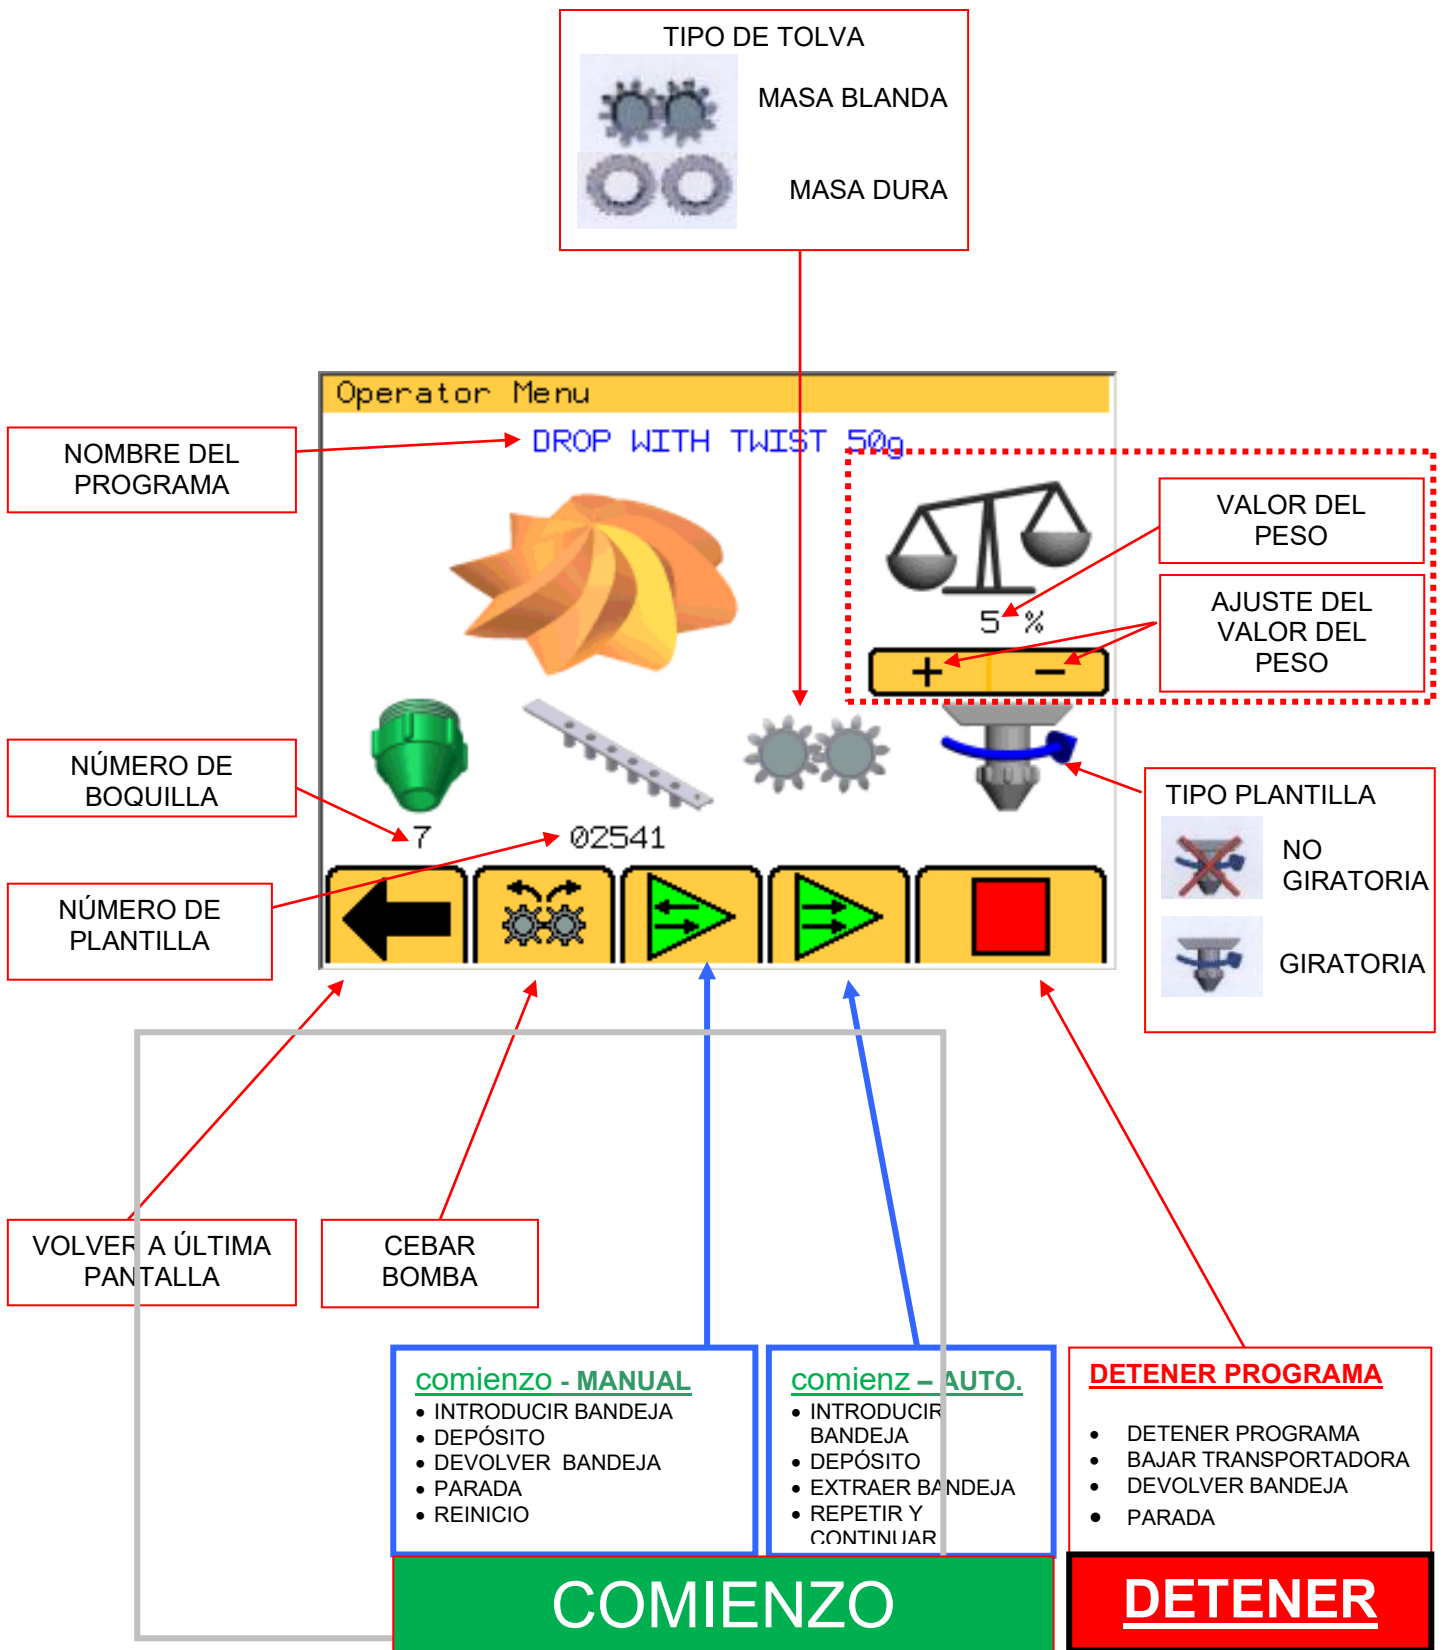 TIPO DE TOLVA
MASA BLANDA
MASA DURA
Operator Menu
DROP WITH TWIST 50g
NOMBRE DEL
PROGRAMA
VALOR DEL
PESO
5 %
AJUSTE DEL
VALOR DEL
PESO
+ −
NÚMERO DE
BOQUILLA
7
02541
NÚMERO DE
PLANTILLA
TIPO PLANTILLA
NO
GIRATORIA
GIRATORIA
VOLVER A ÚLTIMA
PANTALLA
CEBAR
BOMBA
comienzo - MANUAL
• INTRODUCIR BANDEJA
• DEPÓSITO
• DEVOLVER BANDEJA
• PARADA
• REINICIO
comienz – AUTO.
• INTRODUCIR
BANDEJA
• DEPÓSITO
• EXTRAER BANDEJA
• REPETIR Y
CONTINUAR
DETENER PROGRAMA
• DETENER PROGRAMA
• BAJAR TRANSPORTADORA
• DEVOLVER BANDEJA
• PARADA
COMIENZO
DETENER